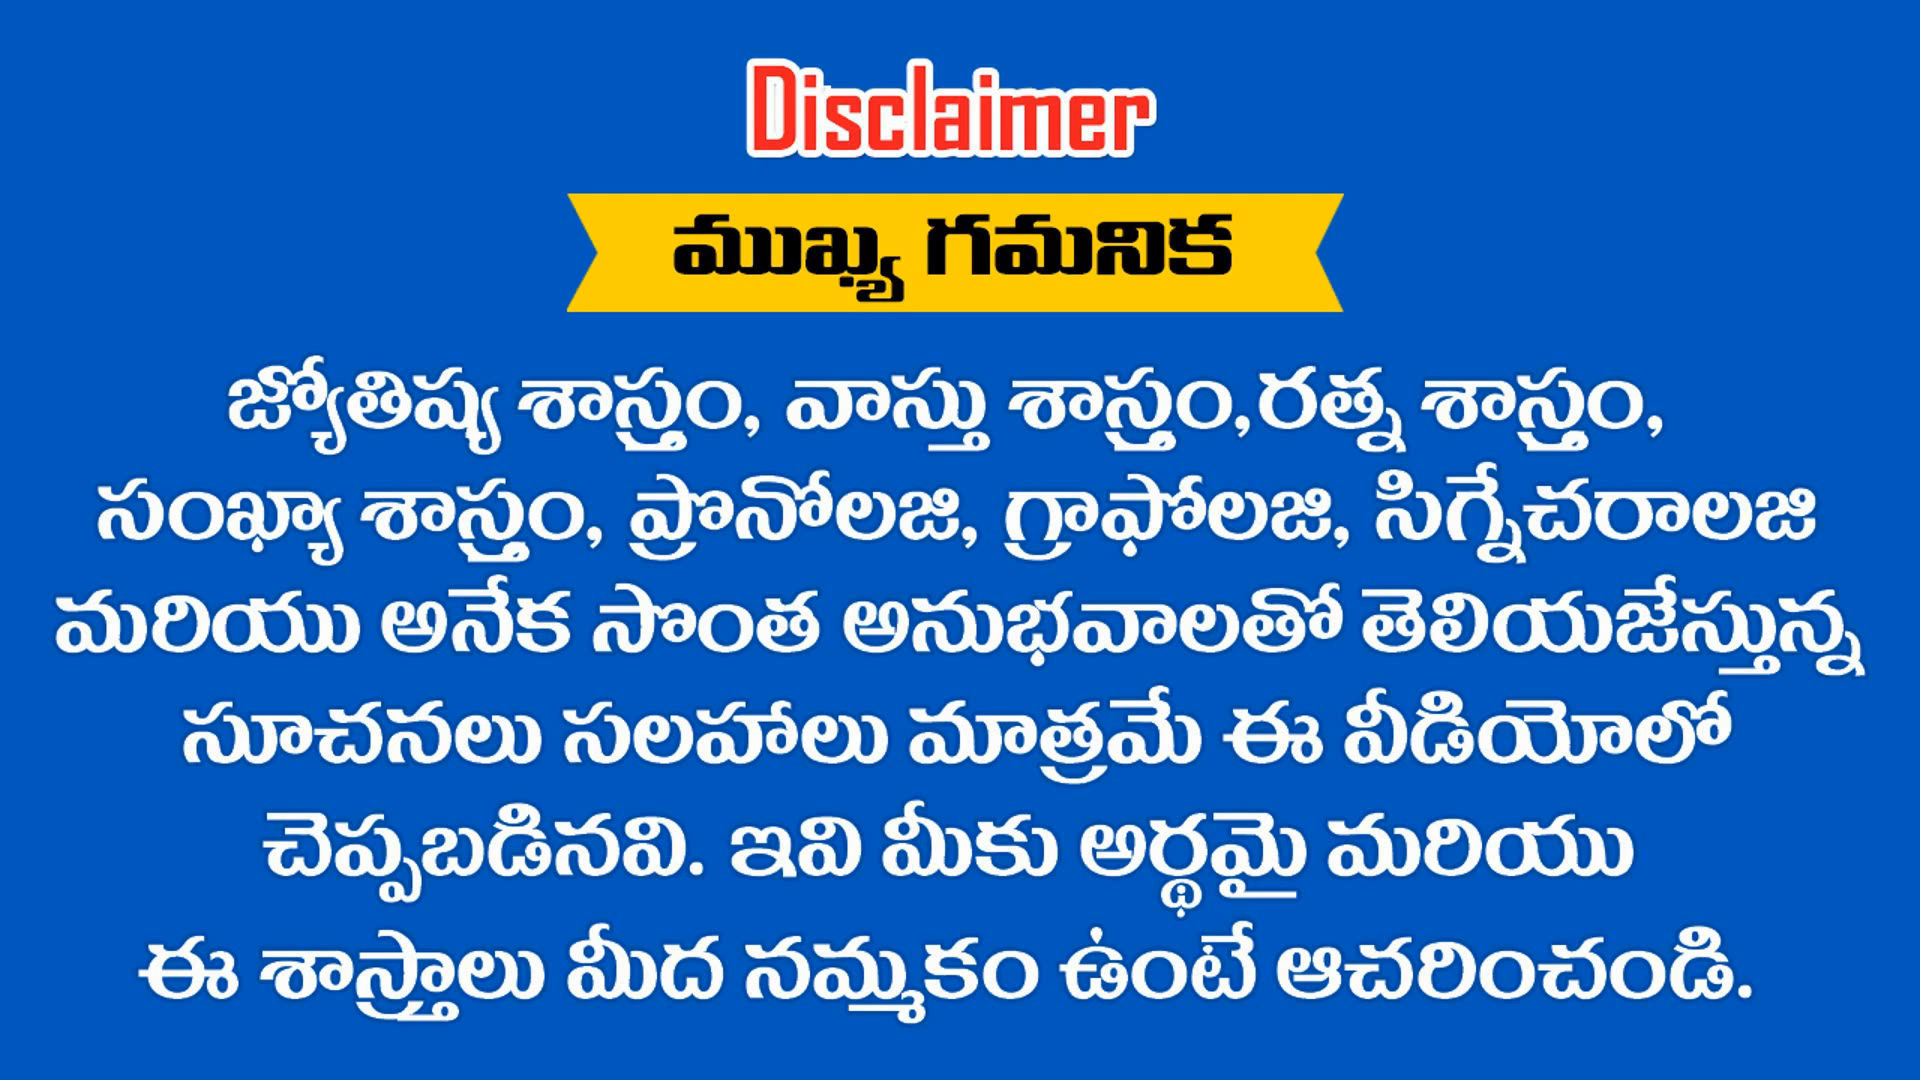 Disclaimer
ముఖ్య గమనిక
జ్యోతిష్య శాస్త్రం, వాస్తు శాస్త్రం,రత్న శాస్త్రం,
సంఖ్యా శాస్త్రం, ప్రొనోలజి, గ్రాఫోలజి, సిగ్నేచరాలజి
మరియు అనేక సొంత అనుభవాలతో తెలియజేస్తున్న
సూచనలు సలహాలు మాత్రమే ఈ వీడియోలో
చెప్పబడినవి. ఇవి మీకు అర్థమై మరియు
ఈ శాస్త్రాలు మీద నమ్మకం ఉంటే ఆచరించండి.